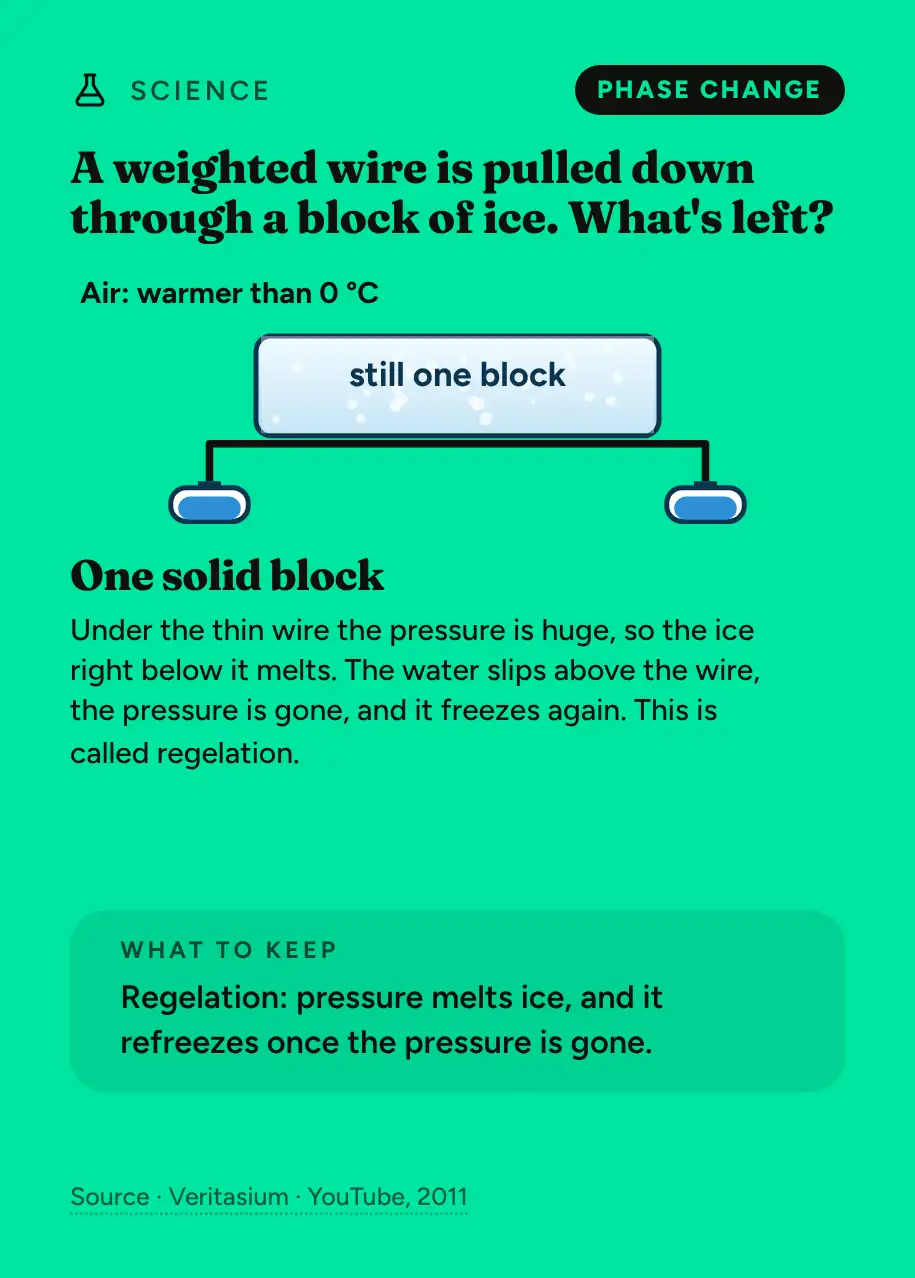 SCIENCE
PHASE CHANGE
A weighted wire is pulled down
through a block of ice. What's left?
Air: warmer than 0 °C
still one block
One solid block
Under the thin wire the pressure is huge, so the ice
right below it melts. The water slips above the wire,
the pressure is gone, and it freezes again. This is
called regelation.
WHAT TO KEEP
Regelation: pressure melts ice, and it
refreezes once the pressure is gone.
Source · Veritasium · YouTube, 2011